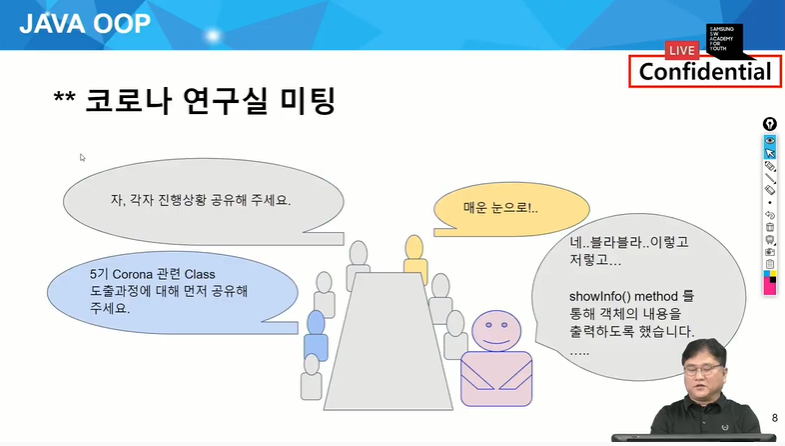 JAVA OOP
SAMSUNG
SW
ACADEMY
FOR
YOUTH
LIVE
Confidential
** 코로나 연구실 미팅
자, 각자 진행상황 공유해 주세요.
매운 눈으로!..
5기 Corona 관련 Class
도출과정에 대해 먼저 공유해
주세요.
네..블라블라..이렇고
저렇고...
showInfo() method 를
통해 객체의 내용을
출력하도록 했습니다.
.....
8